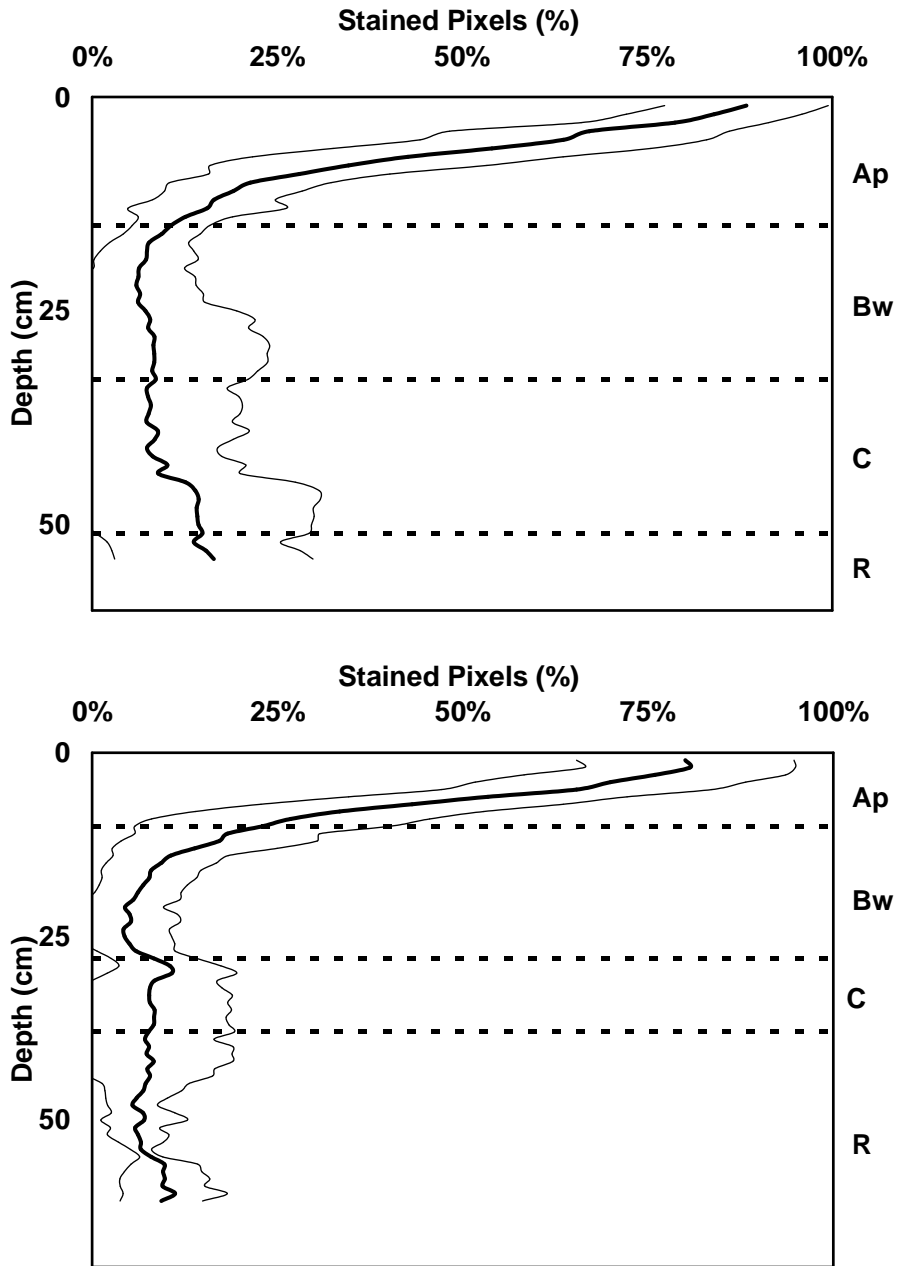 Stained Pixels (%)
0% 25% 50% 75% 100%
0
Ap
Depth (cm)
25
Bw
C
50
R
Stained Pixels (%)
0% 25% 50% 75% 100%
0
Ap
Bw
Depth (cm)
25
C
50
R